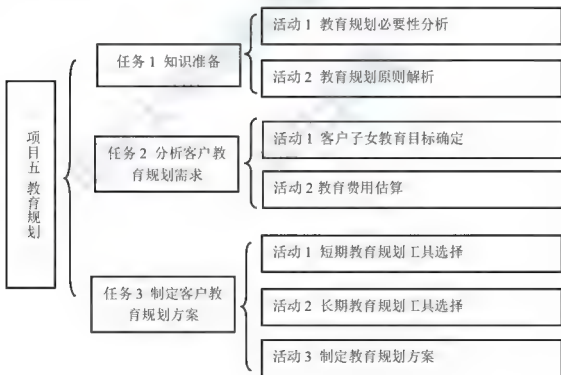 项目五 教育规划
任务1 知识准备
活动1 教育规划必要性分析
活动2 教育规划原则解析
任务2 分析客户教
育规划需求
活动1 客户子女教育目标确定
活动2 教育费用估算
任务3 制定客户教
育规划方案
活动1 短期教育规划工具选择
活动2 长期教育规划工具选择
活动3 制定教育规划方案